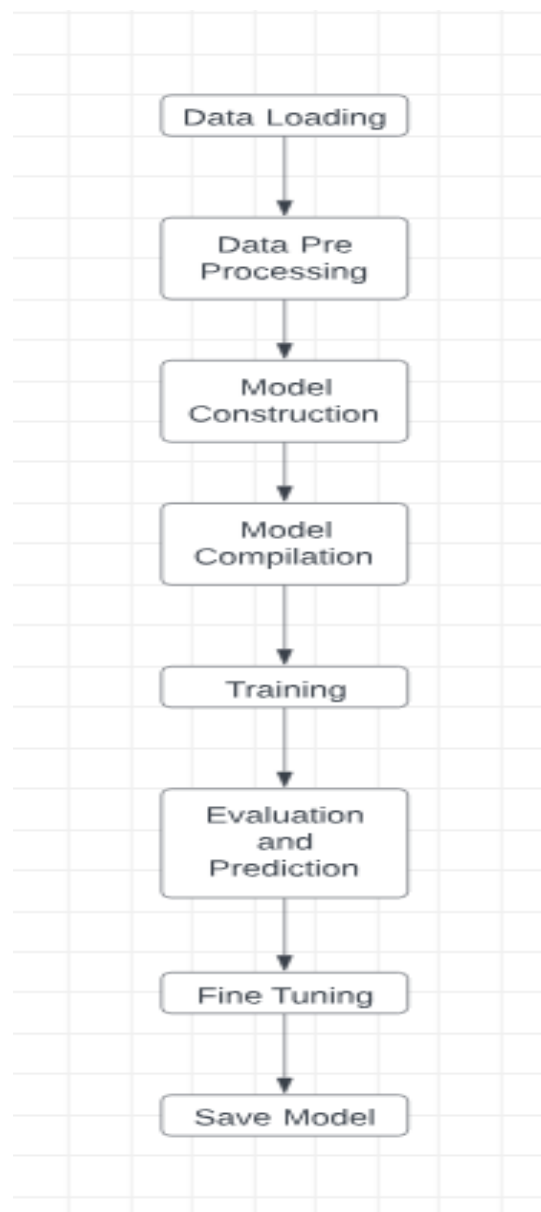 Data Loading
Data Pre
Processing
Model
Construction
Model
Compilation
Training
Evaluation
and
Prediction
Fine Tuning
Save Model